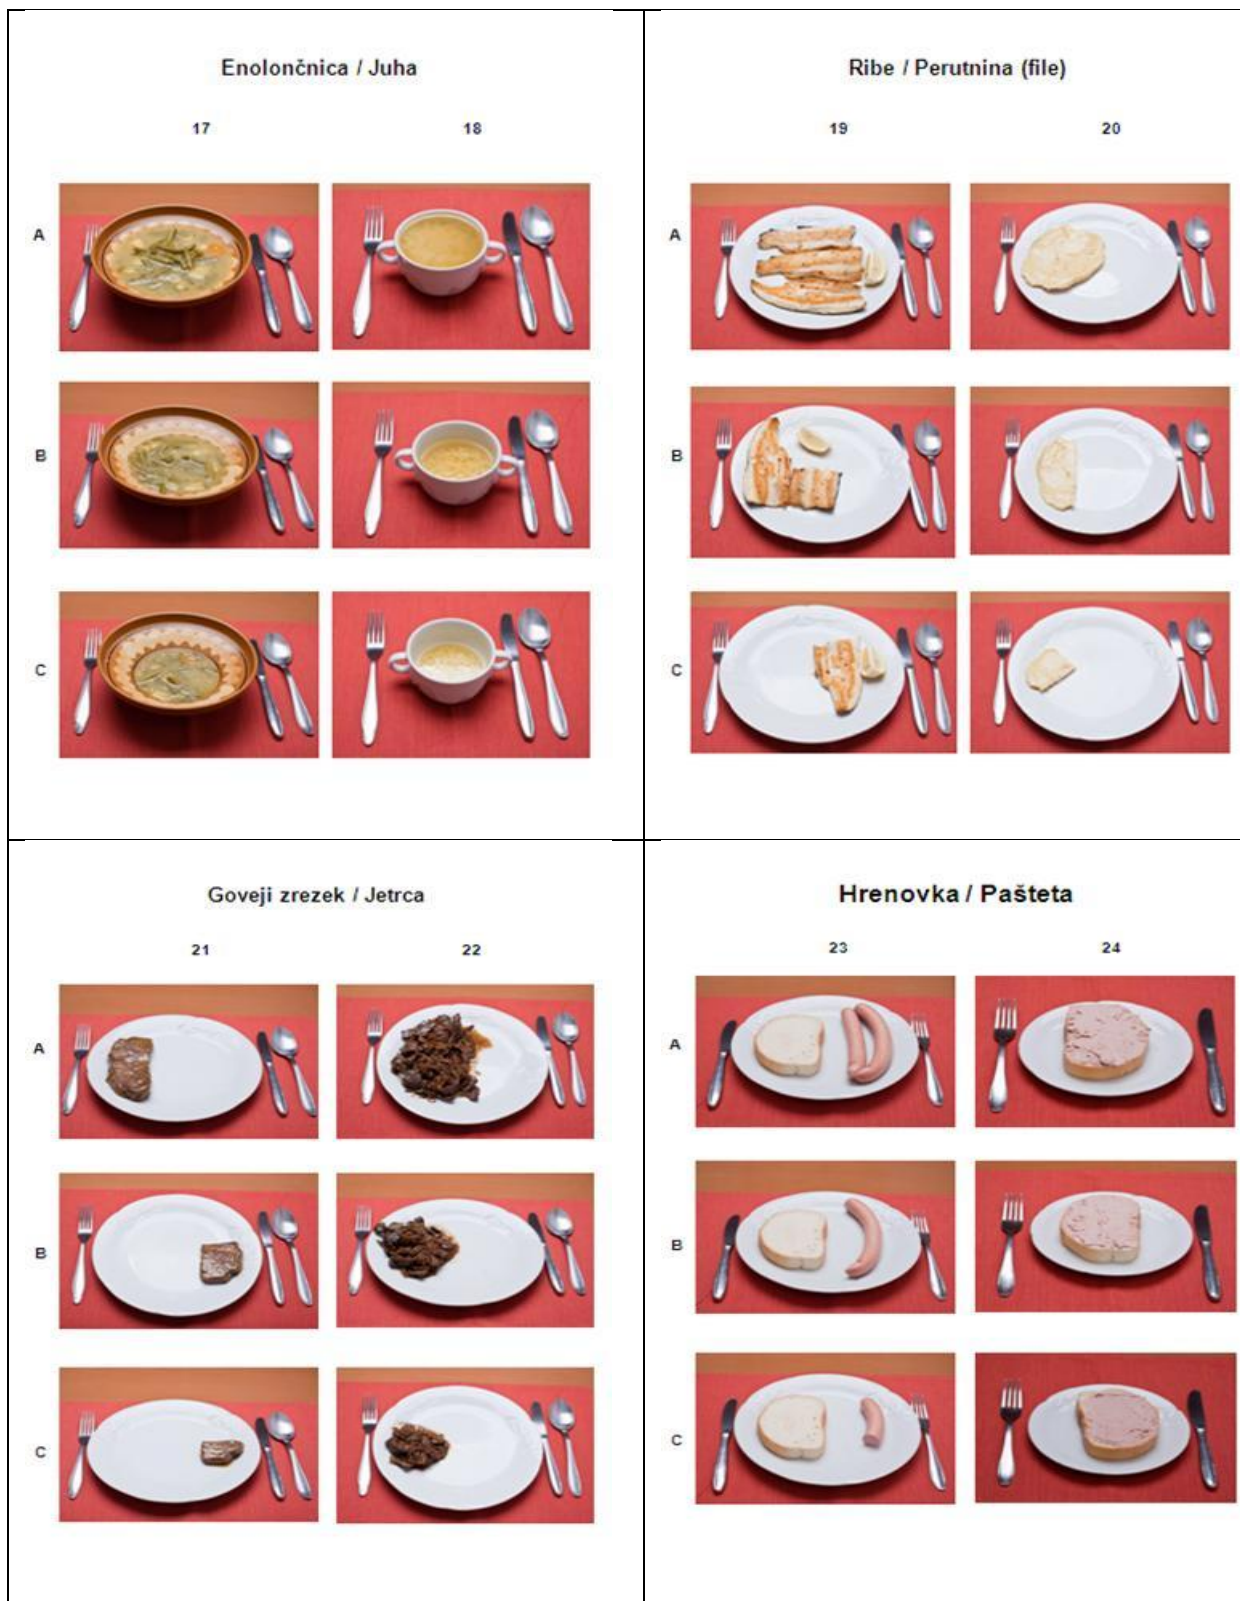 Enolončnica / Juha
17 18
A
B
C
Ribe / Perutnina (file)
19 20
A
B
C
Goveji zrezek / Jetrca
21 22
A
B
C
Hrenovka / Pašteta
23 24
A
B
C